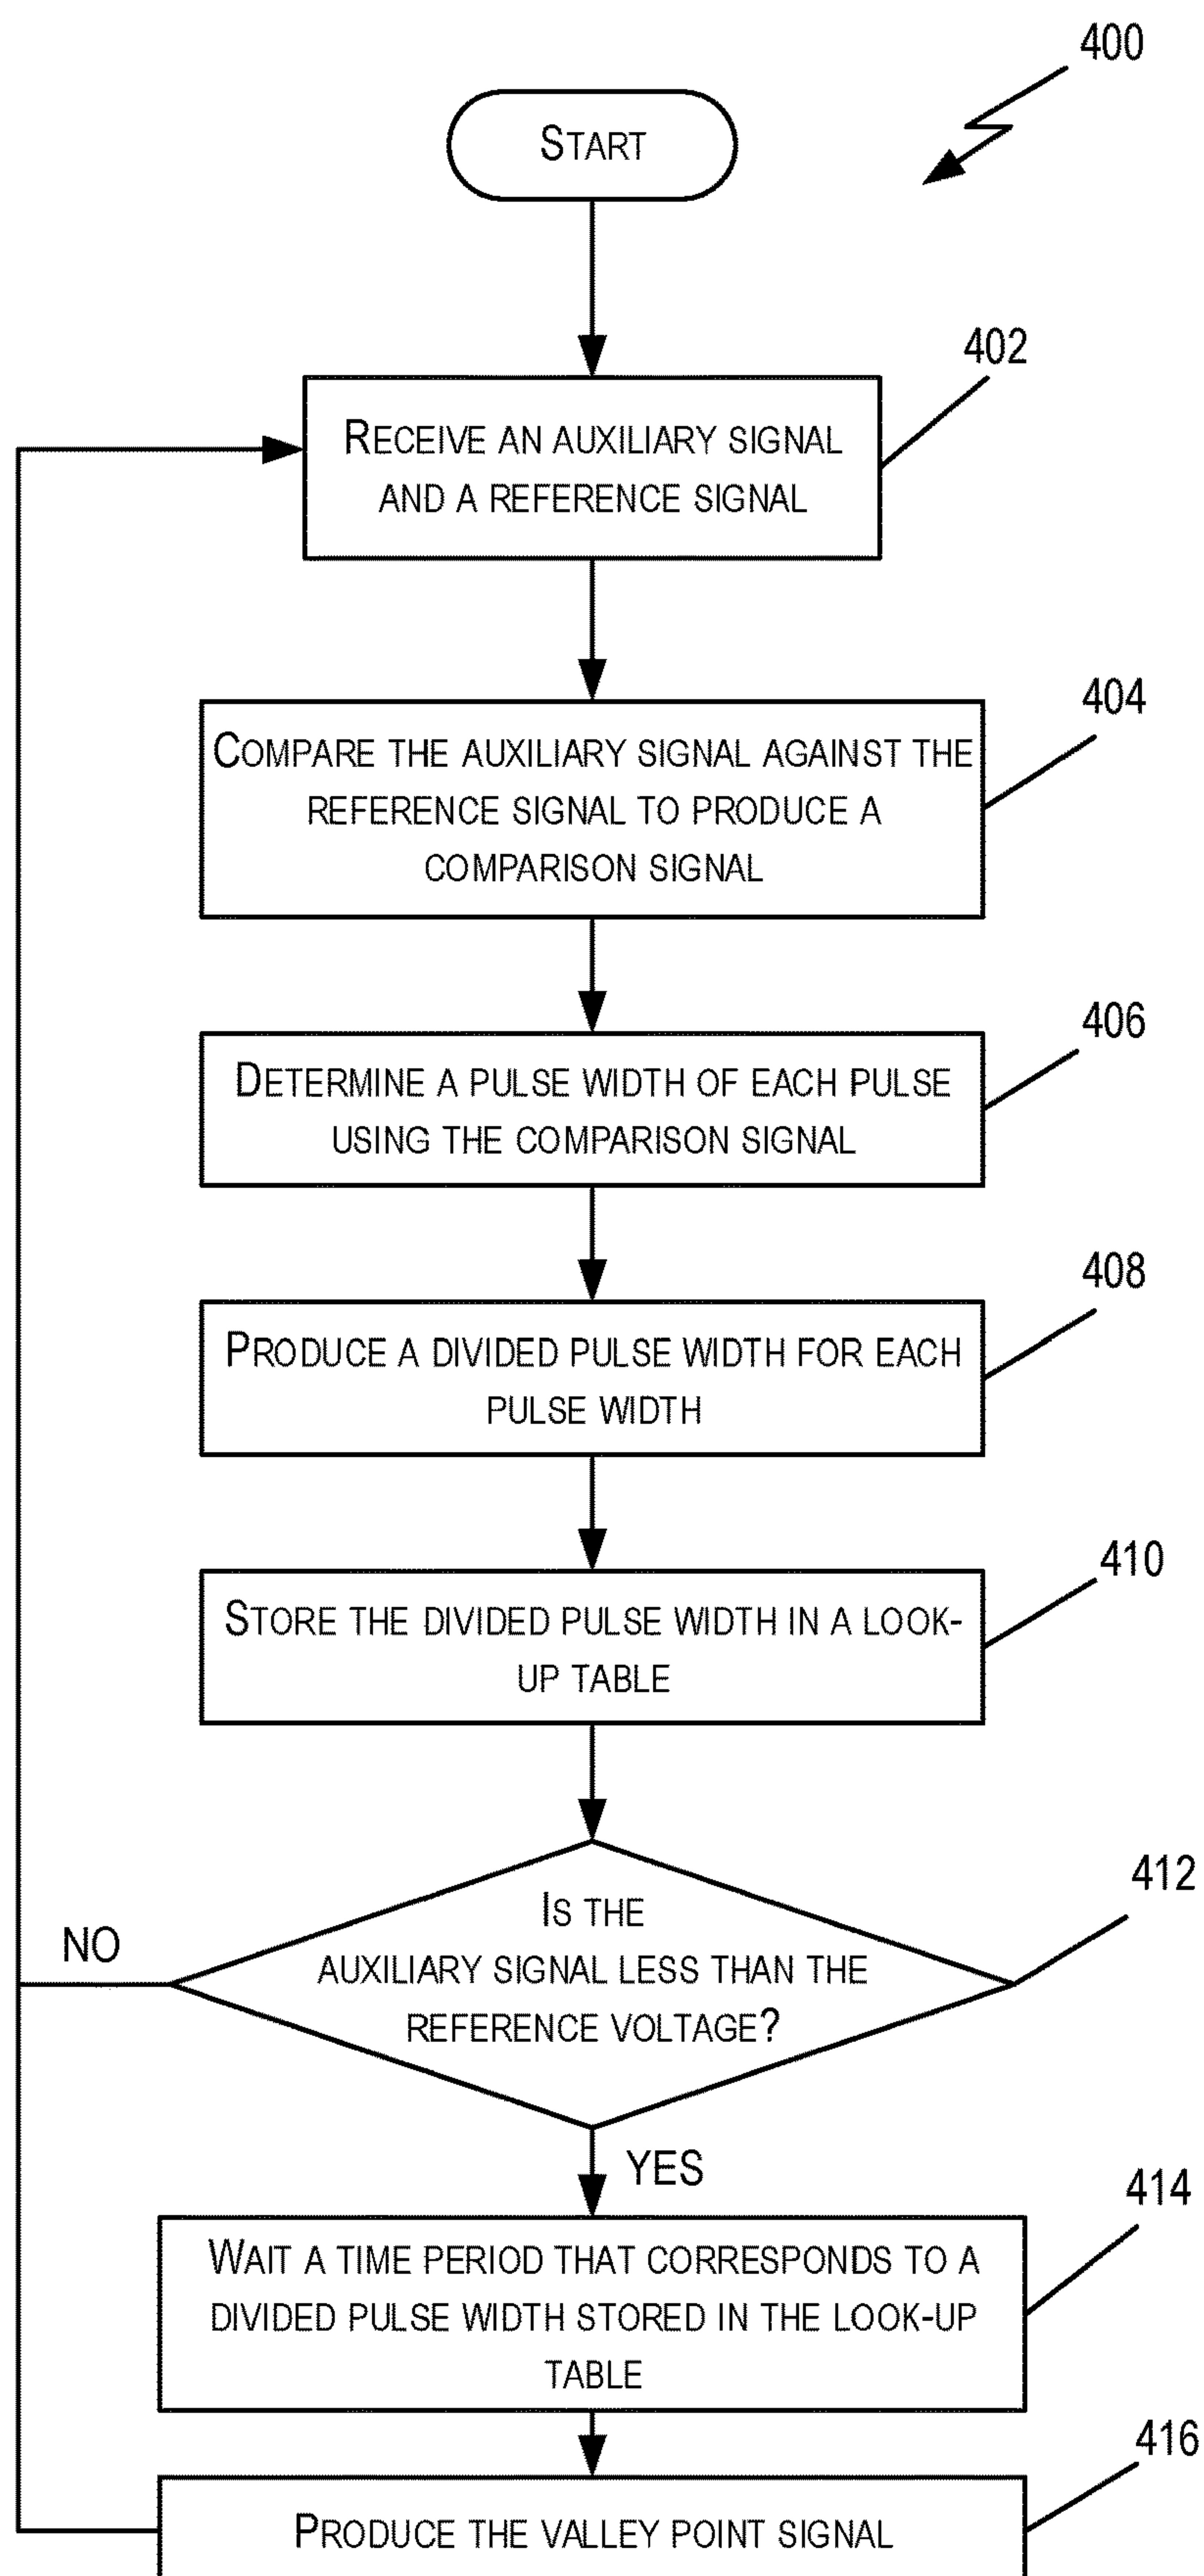 400
START
402
RECEIVE AN AUXILIARY SIGNAL
AND A REFERENCE SIGNAL
404
COMPARE THE AUXILIARY SIGNAL AGAINST THE
REFERENCE SIGNAL TO PRODUCE A
COMPARISON SIGNAL
406
DETERMINE A PULSE WIDTH OF EACH PULSE
USING THE COMPARISON SIGNAL
408
PRODUCE A DIVIDED PULSE WIDTH FOR EACH
PULSE WIDTH
410
STORE THE DIVIDED PULSE WIDTH IN A LOOK-
UP TABLE
412
IS THE
AUXILIARY SIGNAL LESS THAN THE
REFERENCE VOLTAGE?
NO
YES
414
WAIT A TIME PERIOD THAT CORRESPONDS TO A
DIVIDED PULSE WIDTH STORED IN THE LOOK-UP
TABLE
416
PRODUCE THE VALLEY POINT SIGNAL